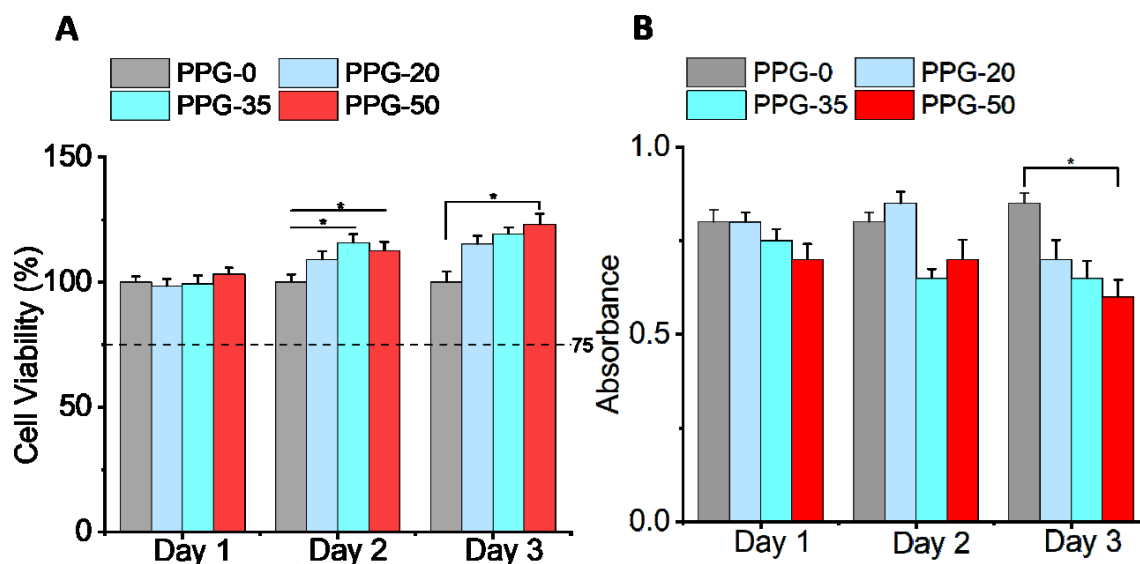 A
PPG-0 PPG-20
PPG-35 PPG-50
150
100
50
0
Cell Viability (%)
* *
*
75
Day 1 Day 2 Day 3
B
PPG-0 PPG-20
PPG-35 PPG-50
1.0
0.5
0.0
Absorbance
*
Day 1 Day 2 Day 3